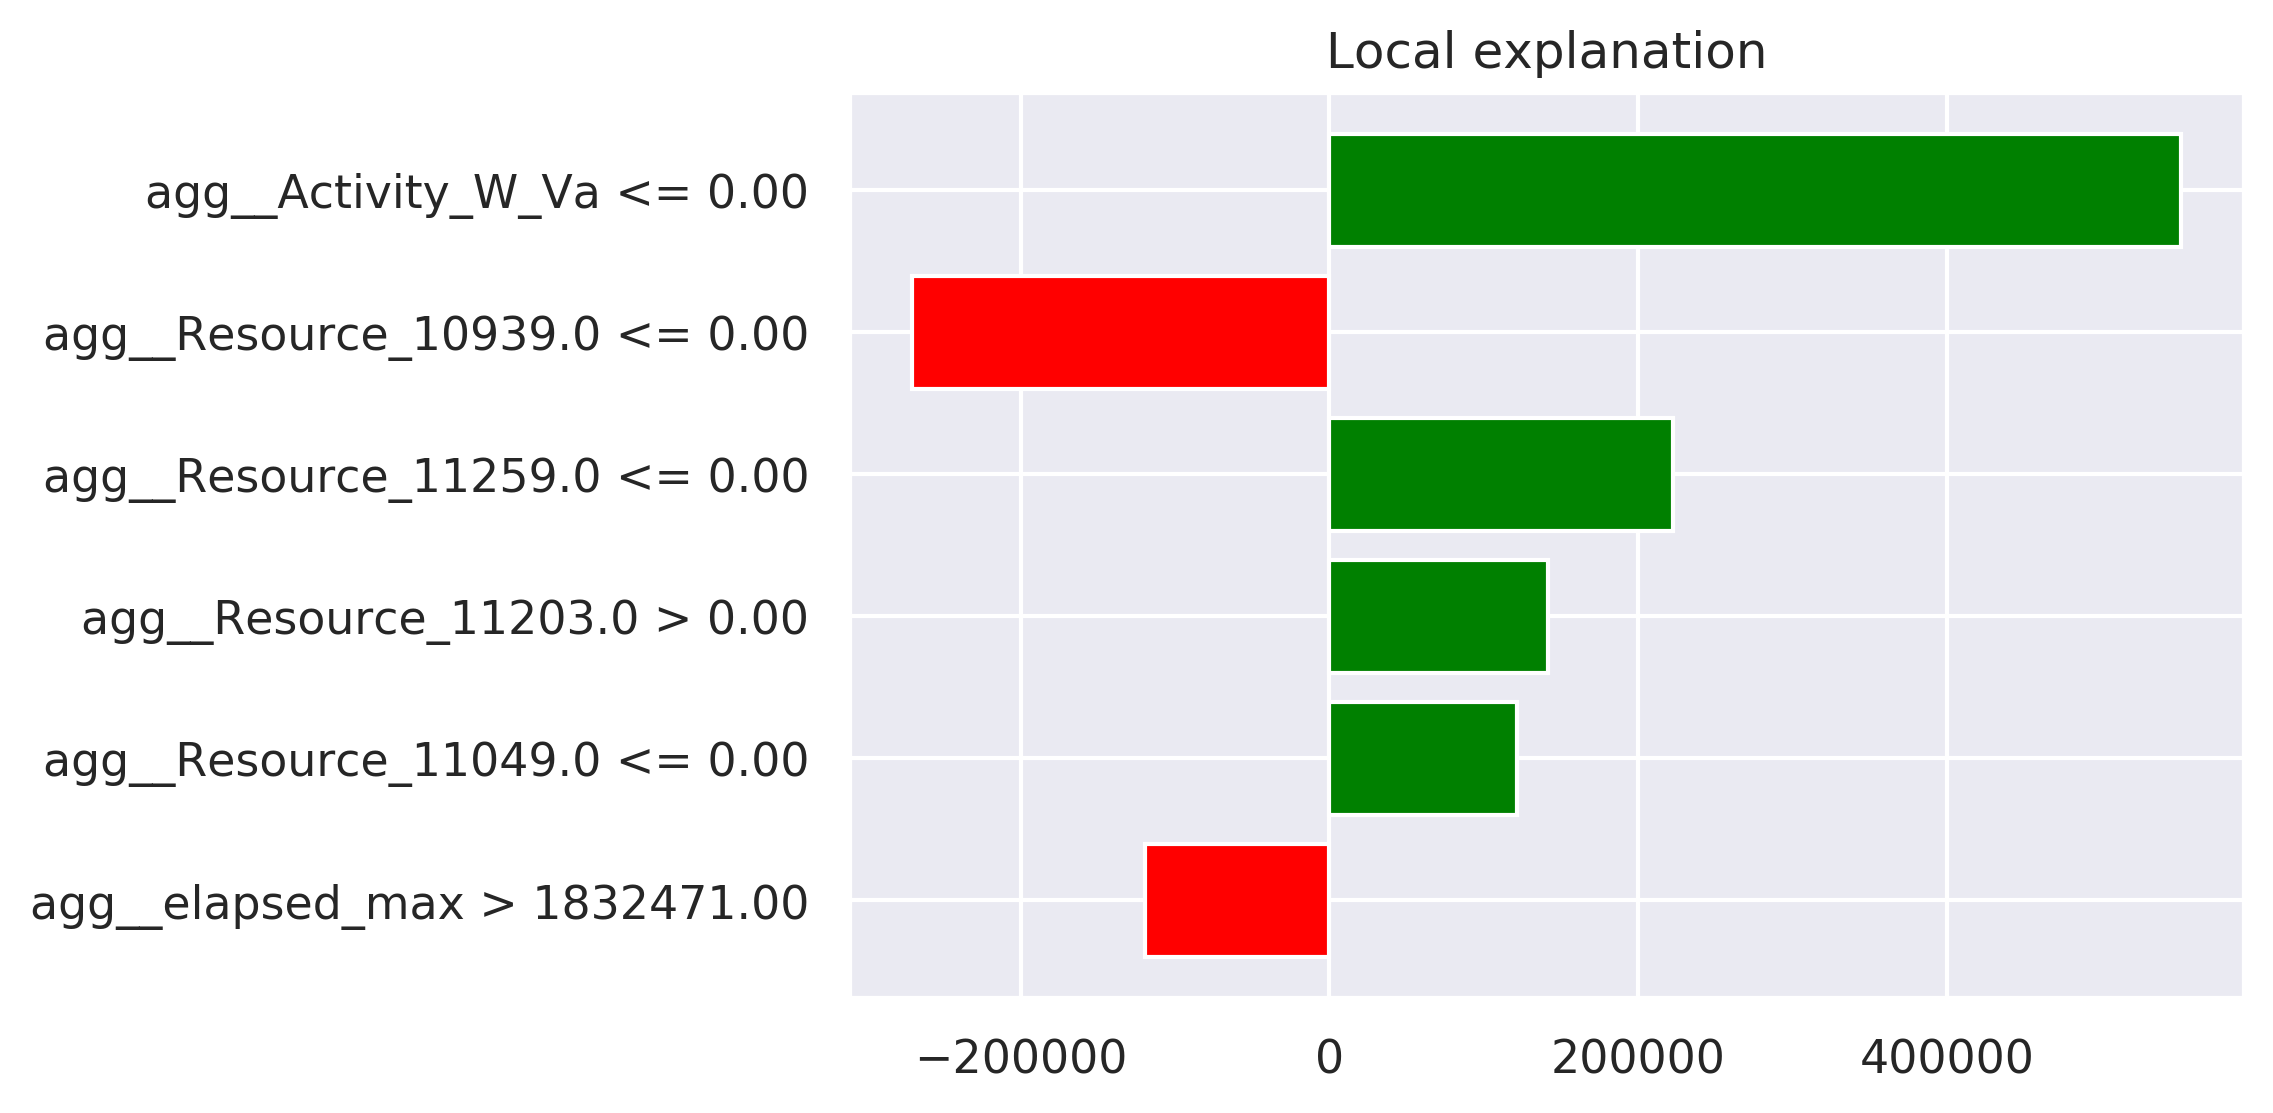 Local explanation
agg__Activity_W_Va <= 0.00
agg__Resource_10939.0 <= 0.00
agg__Resource_11259.0 <= 0.00
agg__Resource_11203.0 > 0.00
agg__Resource_11049.0 <= 0.00
agg__elapsed_max > 1832471.00
−200000 0 200000 400000